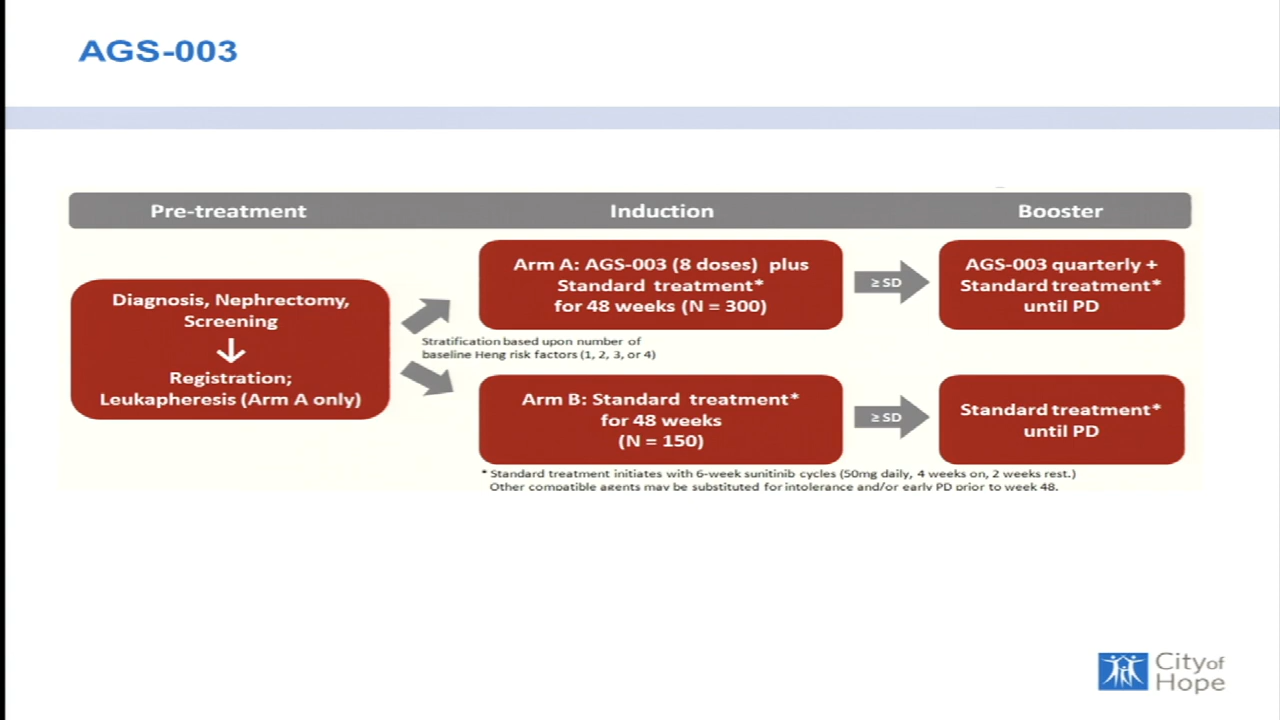 AGS-003
Pre-treatment
Induction
Booster
Diagnosis, Nephrectomy,
Screening
Registration;
Leukapheresis (Arm A only)
Stratification based upon number of
baseline Heng risk factors (1, 2, 3, or 4)
Arm A: AGS-003 (8 doses) plus
Standard treatment*
for 48 weeks (N = 300)
≥ SD
AGS-003 quarterly +
Standard treatment*
until PD
Arm B: Standard treatment*
for 48 weeks
(N = 150)
≥ SD
Standard treatment*
until PD
* Standard treatment initiates with 6-week sunitinib cycles (50mg daily, 4 weeks on, 2 weeks rest.)
Other compatible agents may be substituted for intolerance and/or early PD prior to week 48.
City of
Hope